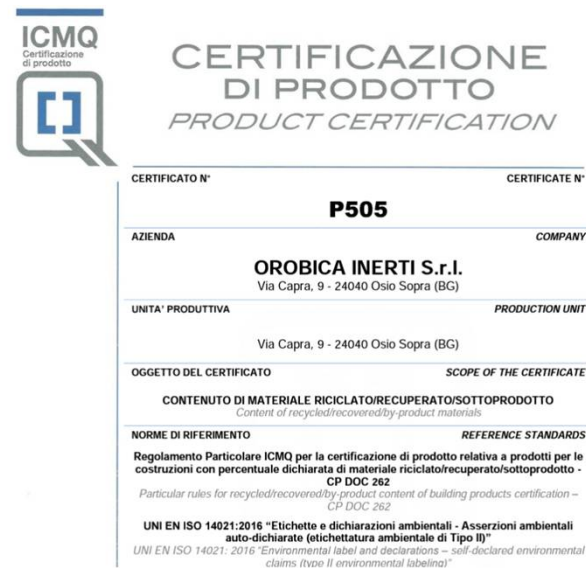 ICMQ
Certificazione
di prodotto
CERTIFICAZIONE
DI PRODOTTO
PRODUCT CERTIFICATION
CERTIFICATO N° CERTIFICATE N°
P505
AZIENDA COMPANY
OROBICA INERTI S.r.l.
Via Capra, 9 - 24040 Osio Sopra (BG)
UNITA' PRODUTTIVA PRODUCTION UNIT
Via Capra, 9 - 24040 Osio Sopra (BG)
OGGETTO DEL CERTIFICATO SCOPE OF THE CERTIFICATE
CONTENUTO DI MATERIALE RICICLATO/RECUPERATO/SOTTOPRODOTTO
Content of recycled/recovered/by-product materials
NORME DI RIFERIMENTO REFERENCE STANDARDS
Regolamento Particolare ICMQ per la certificazione di prodotto relativa a prodotti per le
costruzioni con percentuale dichiarata di materiale riciclato/recuperato/sottoprodotto -
CP DOC 262
Particular rules for recycled/recovered/by-product content of building products certification –
CP DOC 262
UNI EN ISO 14021:2016 “Etichette e dichiarazioni ambientali - Asserzioni ambientali
auto-dichiarate (etichettatura ambientale di Tipo II)”
UNI EN ISO 14021: 2016 “Environmental label and declarations – self-declared environmental
claims (type II environmental labeling)”